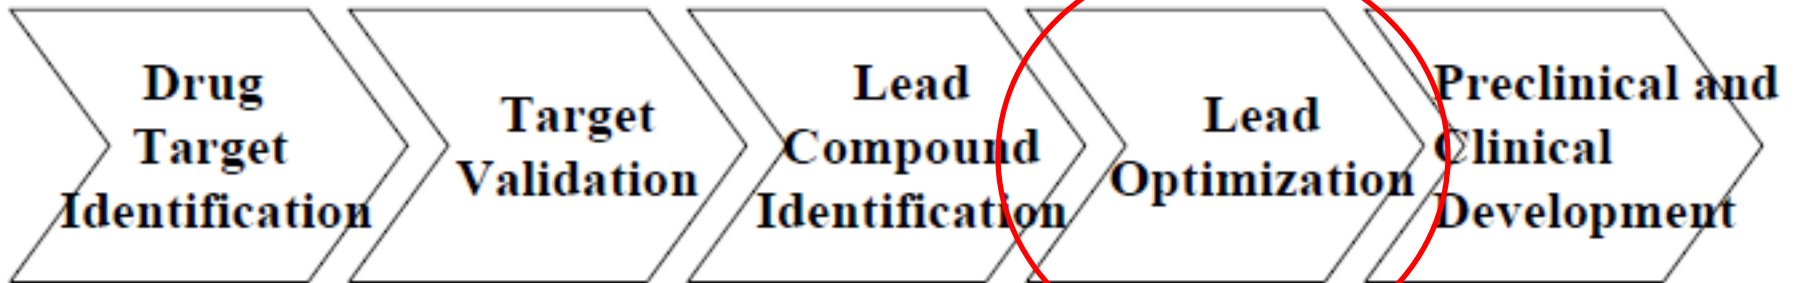 Drug
Target
Identification
Target
Validation
Lead
Compound
Identification
Lead
Optimization
Preclinical and
Clinical
Development